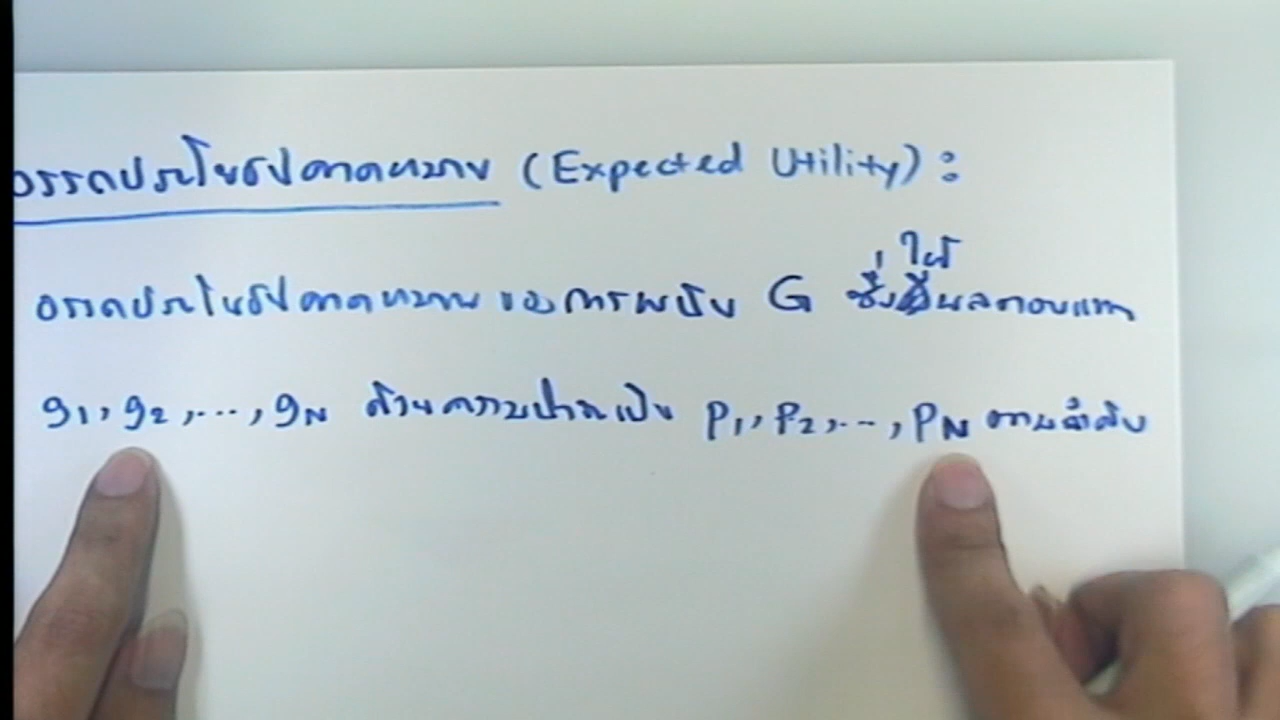 อรรถประโยชน์คาดหมาย (Expected Utility) :
อรรถประโยชน์คาดหมายของการพนัน G ซึ่งให้ผลตอบแทน
g₁, g₂, ..., g_N ด้วยความน่าจะเป็น p₁, p₂, ..., p_N ตามลำดับ